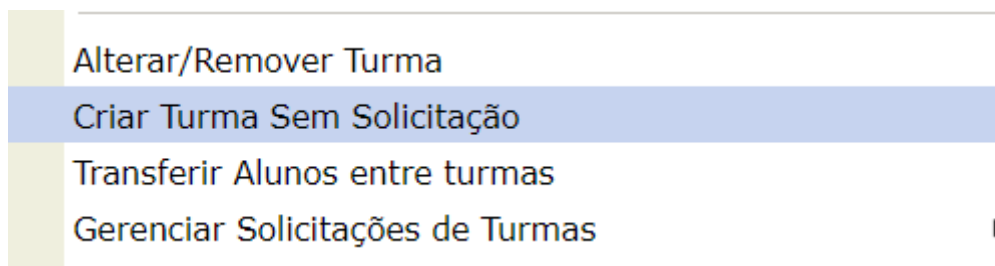 Alterar/Remover Turma
Criar Turma Sem Solicitação
Transferir Alunos entre turmas
Gerenciar Solicitações de Turmas